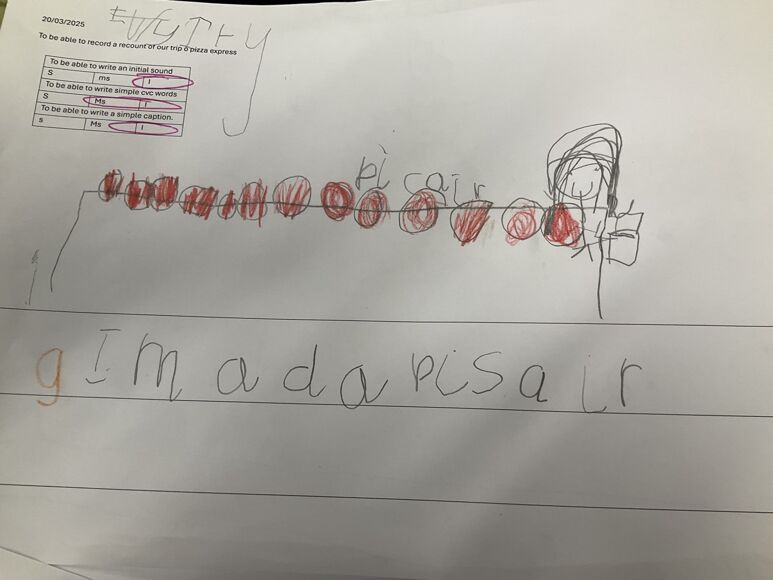 20/03/2025
To be able to record a recount of our trip o pizza express
To be able to write an initial sound
S ms I
To be able to write simple cvc words
S Ms I
To be able to write a simple caption.
s Ms I
pi cair
g I m a d a pisair